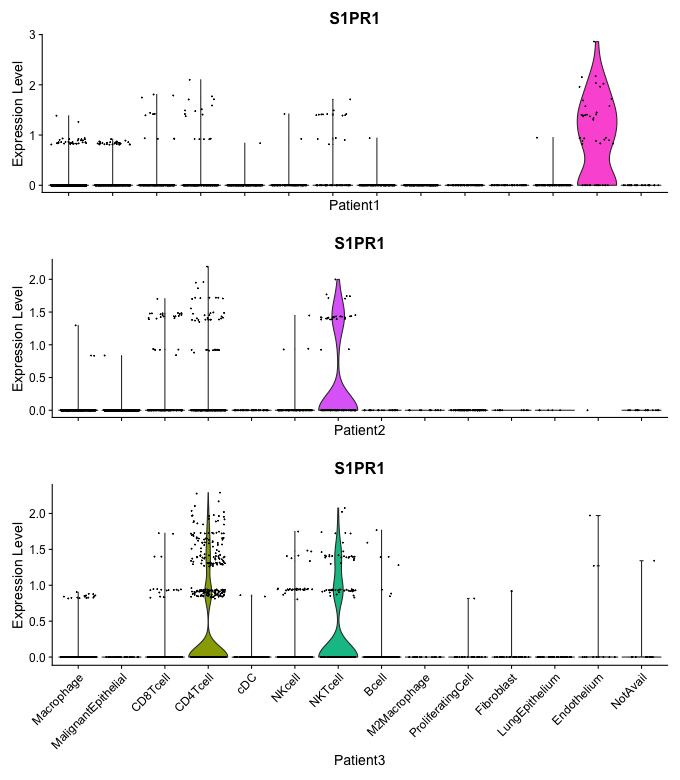 S1PR1
Expression Level
3
2
1
0
Patient1
S1PR1
Expression Level
2.0
1.5
1.0
0.5
0.0
Patient2
S1PR1
Expression Level
2.0
1.5
1.0
0.5
0.0
Macrophage
MalignantEpithelial
CD8Tcell
CD4Tcell
cDC
NKcell
NKTcell
Bcell
M2Macrophage
ProliferatingCell
Fibroblast
LungEpithelium
Endothelium
NotAvail
Patient3